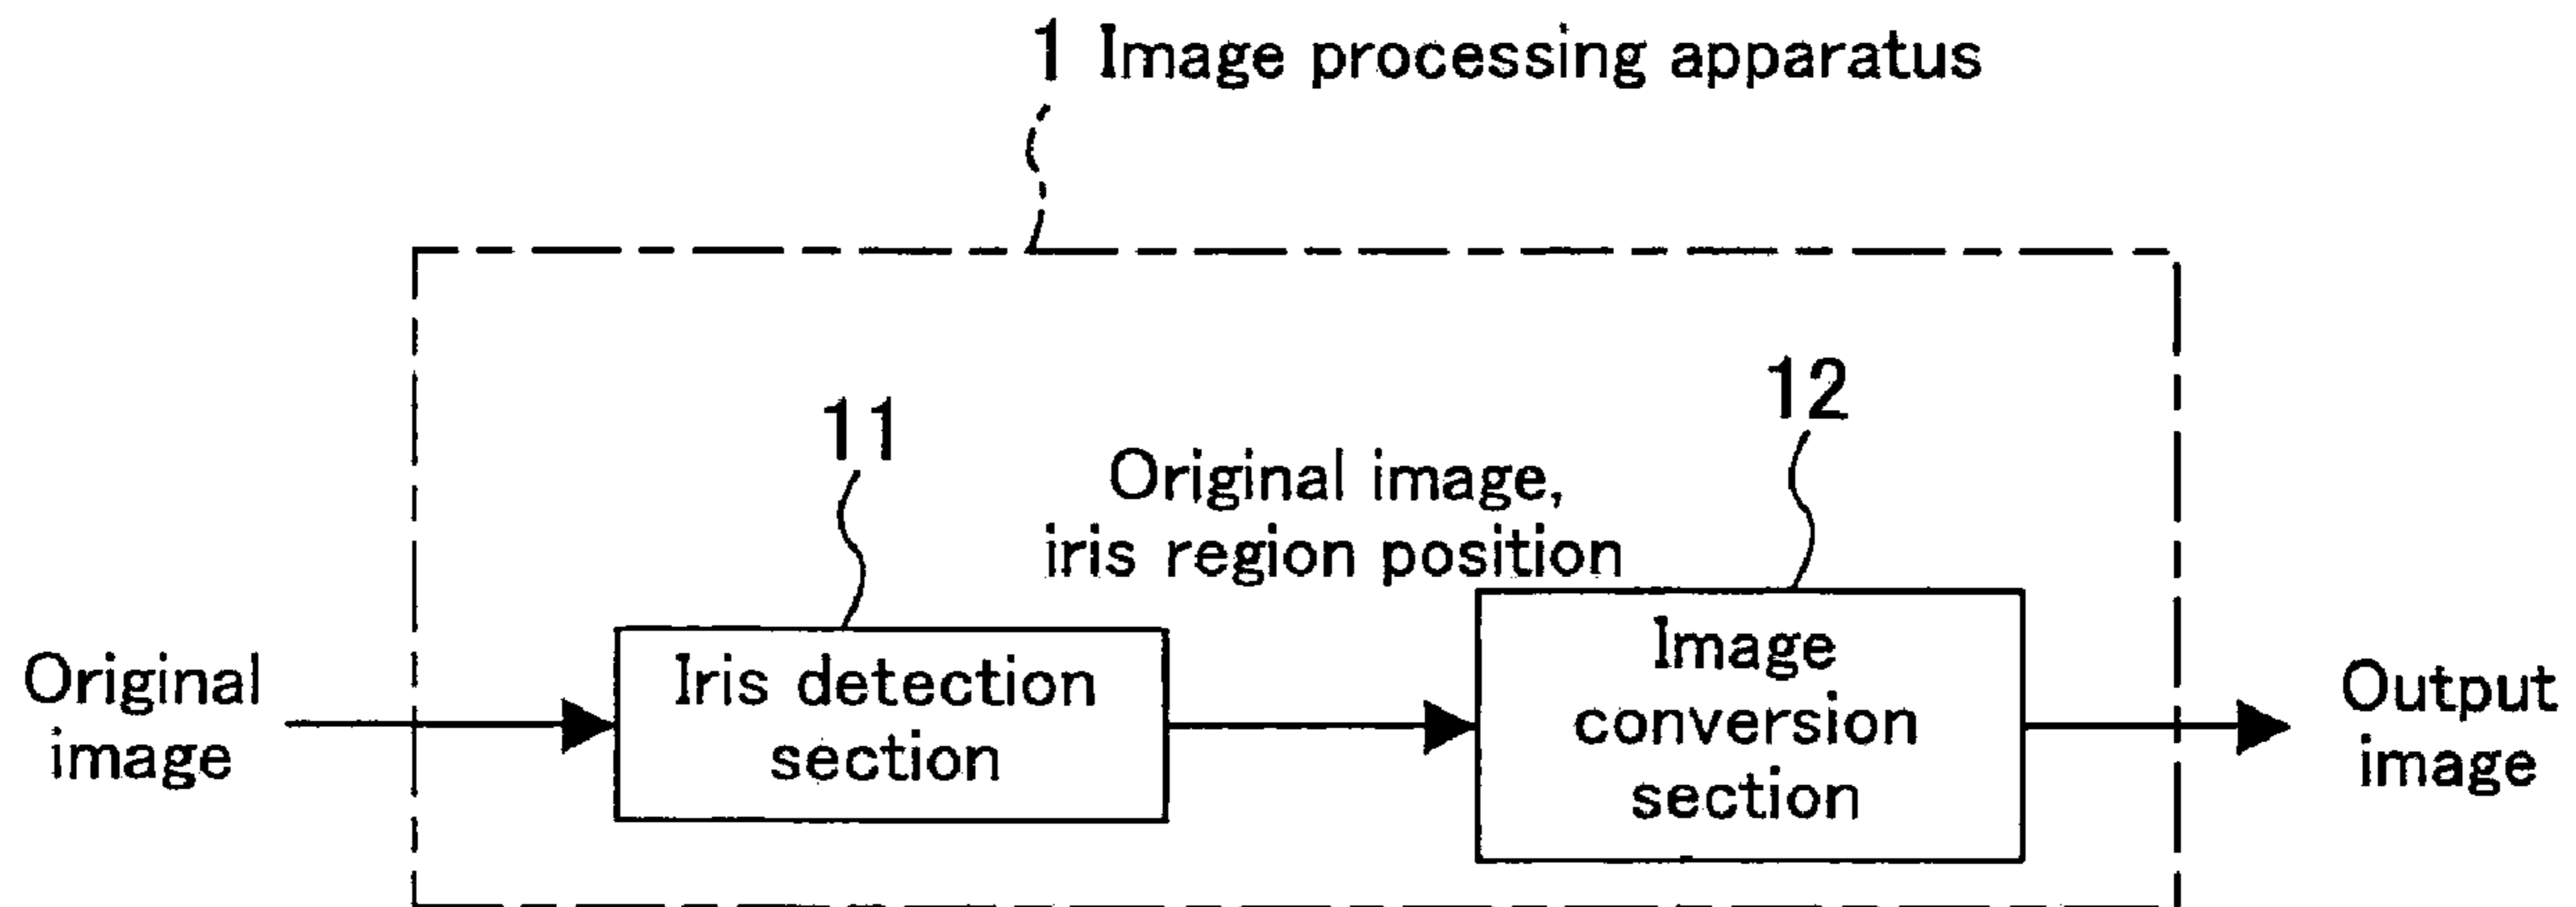 1 Image processing apparatus
11
12
Original image,
iris region position
Original
image
Iris detection
section
Image
conversion
section
Output
image